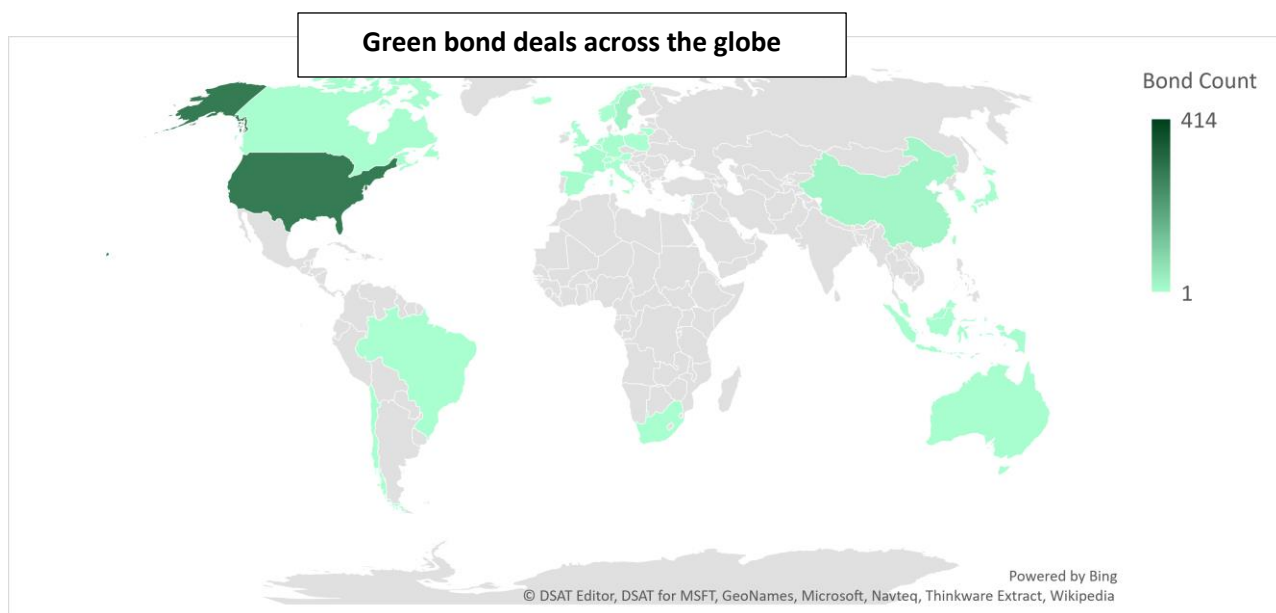 Green bond deals across the globe
Bond Count
414
1
Powered by Bing
© DSAT Editor, DSAT for MSFT, GeoNames, Microsoft, Navteq, Thinkware Extract, Wikipedia